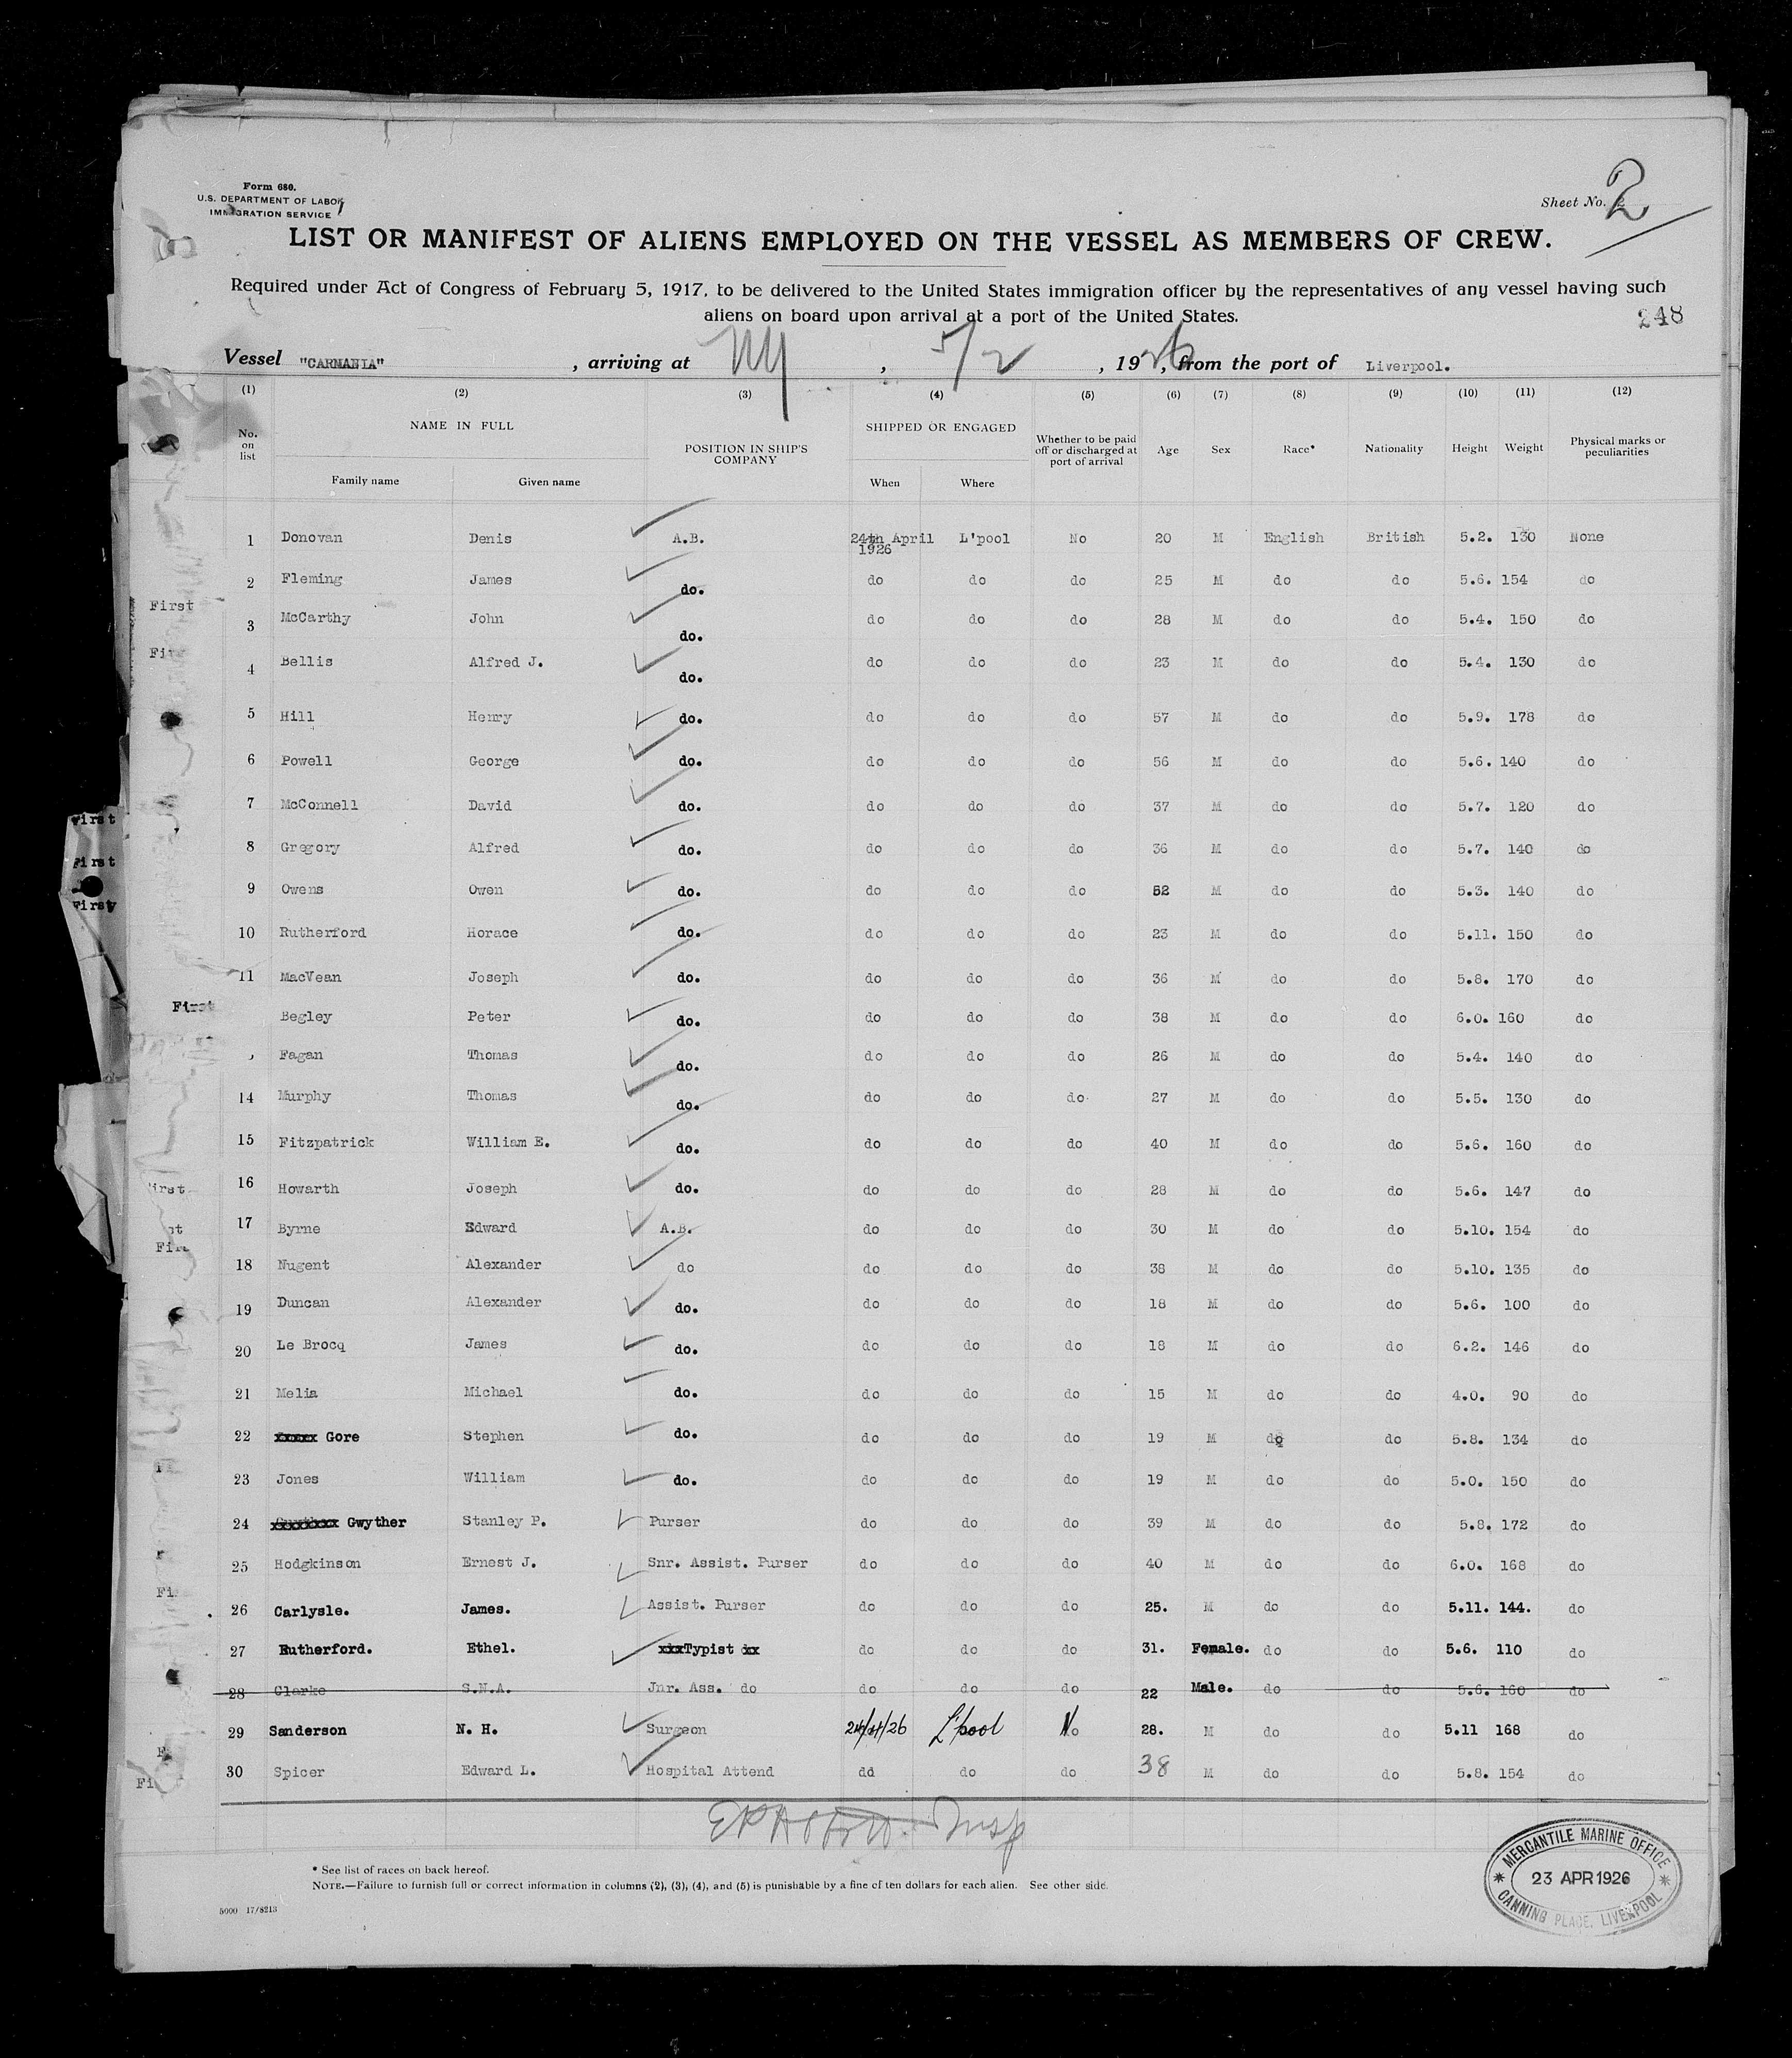 Form 680.
U.S. DEPARTMENT OF LABOR
IMMIGRATION SERVICE
Sheet No. 2
LIST OR MANIFEST OF ALIENS EMPLOYED ON THE VESSEL AS MEMBERS OF CREW.
Required under Act of Congress of February 5, 1917, to be delivered to the United States immigration officer by the representatives of any vessel having such
aliens on board upon arrival at a port of the United States.
248
Vessel "CARMANIA" , arriving at NY , 5/2 , 1926, from the port of Liverpool.
(1) (2) (3) (4) (5) (6) (7) (8) (9) (10) (11) (12)
No. on list NAME IN FULL POSITION IN SHIP'S COMPANY SHIPPED OR ENGAGED Whether to be paid off or discharged at port of arrival Age Sex Race* Nationality Height Weight Physical marks or peculiarities
Family name Given name When Where
1 Donovan Denis A.B. 24th April 1926 L'pool No 20 M English British 5.2. 130 None
2 Fleming James do. do do do 25 M do do 5.6. 154 do
3 McCarthy John do. do do do 28 M do do 5.4. 150 do
4 Bellis Alfred J. do. do do do 23 M do do 5.4. 130 do
5 Hill Henry do. do do do 57 M do do 5.9. 178 do
6 Powell George do. do do do 56 M do do 5.6. 140 do
7 McConnell David do. do do do 37 M do do 5.7. 120 do
8 Gregory Alfred do. do do do 36 M do do 5.7. 140 do
9 Owens Owen do. do do do 52 M do do 5.3. 140 do
10 Rutherford Horace do. do do do 23 M do do 5.11. 150 do
11 MacVean Joseph do. do do do 36 M do do 5.8. 170 do
Begley Peter do. do do do 38 M do do 6.0. 160 do
Fagan Thomas do. do do do 26 M do do 5.4. 140 do
14 Murphy Thomas do. do do do 27 M do do 5.5. 130 do
15 Fitzpatrick William E. do. do do do 40 M do do 5.6. 160 do
16 Howarth Joseph do. do do do 28 M do do 5.6. 147 do
17 Byrne Edward A.B. do do do 30 M do do 5.10. 154 do
18 Nugent Alexander do do do do 38 M do do 5.10. 135 do
19 Duncan Alexander do. do do do 18 M do do 5.6. 100 do
20 Le Brocq James do. do do do 18 M do do 6.2. 146 do
21 Melia Michael do. do do do 15 M do do 4.0. 90 do
22 xxxxx Gore Stephen do. do do do 19 M do do 5.8. 134 do
23 Jones William do. do do do 19 M do do 5.0. 150 do
24 xxxxxxxx Gwyther Stanley P. Purser do do do 39 M do do 5.8. 172 do
25 Hodgkinson Ernest J. Snr. Assist. Purser do do do 40 M do do 6.0. 168 do
26 Carlysle. James. Assist. Purser do do do 25. M do do 5.11. 144. do
27 Rutherford. Ethel. xxxTypist xx do do do 31. Female. do do 5.6. 110 do
28 Clarke S.N.A. Jnr. Ass. do do do do 22 Male. do do 5.6. 160 do
29 Sanderson N. H. Surgeon 24/4/26 L'pool No 28. M do do 5.11 168 do
30 Spicer Edward L. Hospital Attend dd do do 38 M do do 5.8. 154 do
* See list of races on back hereof.
NOTE.—Failure to furnish full or correct information in columns (2), (3), (4), and (5) is punishable by a fine of ten dollars for each alien. See other side.
5000 17/8213
MERCANTILE MARINE OFFICE
23 APR 1926
CANNING PLACE, LIVERPOOL
First
First
First
First
First